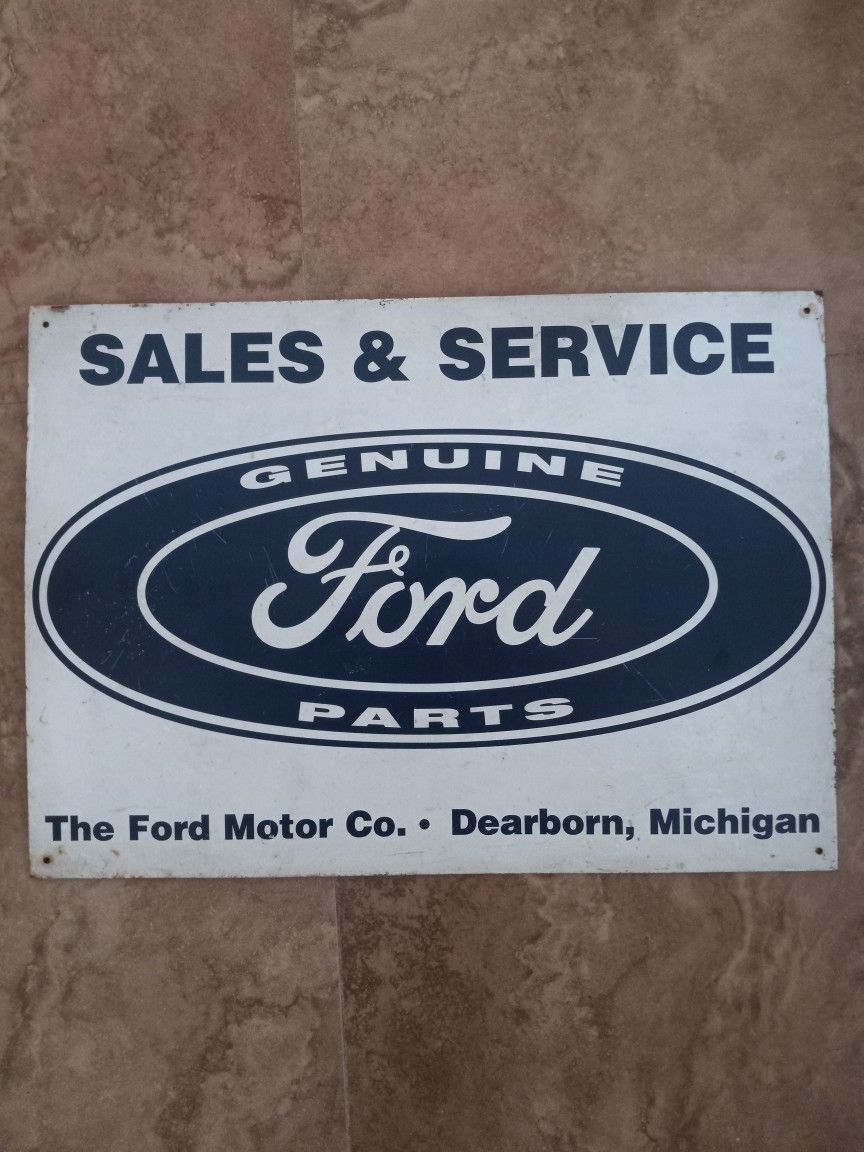 SALES & SERVICE
GENUINE
Ford
PARTS
The Ford Motor Co. • Dearborn, Michigan